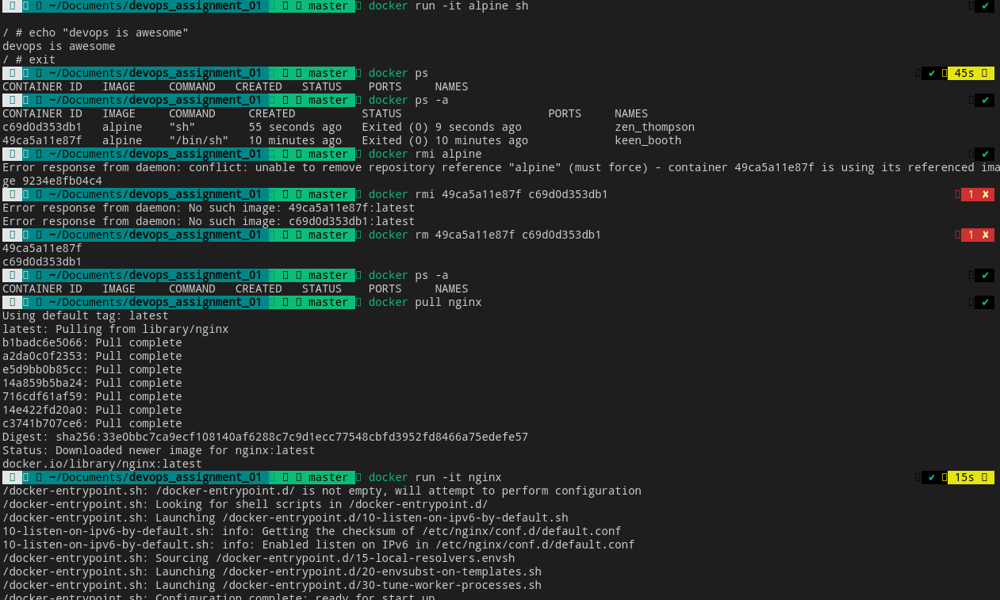 ~/Documents/devops_assignment_01 master docker run -it alpine sh ✔
/ # echo "devops is awesome"
devops is awesome
/ # exit
~/Documents/devops_assignment_01 master docker ps ✔ 45s
CONTAINER ID   IMAGE     COMMAND   CREATED   STATUS    PORTS     NAMES
~/Documents/devops_assignment_01 master docker ps -a ✔
CONTAINER ID   IMAGE     COMMAND     CREATED          STATUS                      PORTS     NAMES
c69d0d353db1   alpine    "sh"        55 seconds ago   Exited (0) 9 seconds ago              zen_thompson
49ca5a11e87f   alpine    "/bin/sh"   10 minutes ago   Exited (0) 10 minutes ago             keen_booth
~/Documents/devops_assignment_01 master docker rmi alpine ✔
Error response from daemon: conflict: unable to remove repository reference "alpine" (must force) - container 49ca5a11e87f is using its referenced ima
ge 9234e8fb04c4
~/Documents/devops_assignment_01 master docker rmi 49ca5a11e87f c69d0d353db1 1 ✘
Error response from daemon: No such image: 49ca5a11e87f:latest
Error response from daemon: No such image: c69d0d353db1:latest
~/Documents/devops_assignment_01 master docker rm 49ca5a11e87f c69d0d353db1 1 ✘
49ca5a11e87f
c69d0d353db1
~/Documents/devops_assignment_01 master docker ps -a ✔
CONTAINER ID   IMAGE     COMMAND   CREATED   STATUS    PORTS     NAMES
~/Documents/devops_assignment_01 master docker pull nginx ✔
Using default tag: latest
latest: Pulling from library/nginx
b1badc6e5066: Pull complete
a2da0c0f2353: Pull complete
e5d9bb0b85cc: Pull complete
14a859b5ba24: Pull complete
716cdf61af59: Pull complete
14e422fd20a0: Pull complete
c3741b707ce6: Pull complete
Digest: sha256:33e0bbc7ca9ecf108140af6288c7c9d1ecc77548cbfd3952fd8466a75edefe57
Status: Downloaded newer image for nginx:latest
docker.io/library/nginx:latest
~/Documents/devops_assignment_01 master docker run -it nginx ✔ 15s
/docker-entrypoint.sh: /docker-entrypoint.d/ is not empty, will attempt to perform configuration
/docker-entrypoint.sh: Looking for shell scripts in /docker-entrypoint.d/
/docker-entrypoint.sh: Launching /docker-entrypoint.d/10-listen-on-ipv6-by-default.sh
10-listen-on-ipv6-by-default.sh: info: Getting the checksum of /etc/nginx/conf.d/default.conf
10-listen-on-ipv6-by-default.sh: info: Enabled listen on IPv6 in /etc/nginx/conf.d/default.conf
/docker-entrypoint.sh: Sourcing /docker-entrypoint.d/15-local-resolvers.envsh
/docker-entrypoint.sh: Launching /docker-entrypoint.d/20-envsubst-on-templates.sh
/docker-entrypoint.sh: Launching /docker-entrypoint.d/30-tune-worker-processes.sh
/docker-entrypoint.sh: Configuration complete; ready for start up